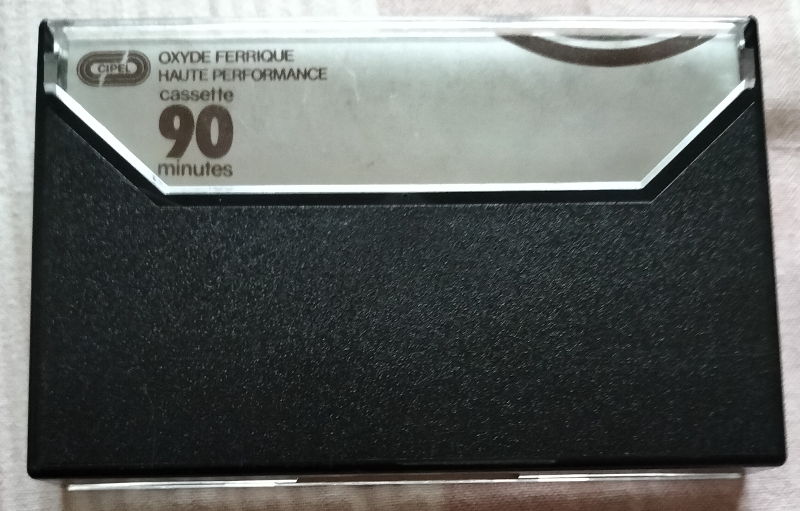 CIPEL
OXYDE FERRIQUE
HAUTE PERFORMANCE
cassette
90
minutes